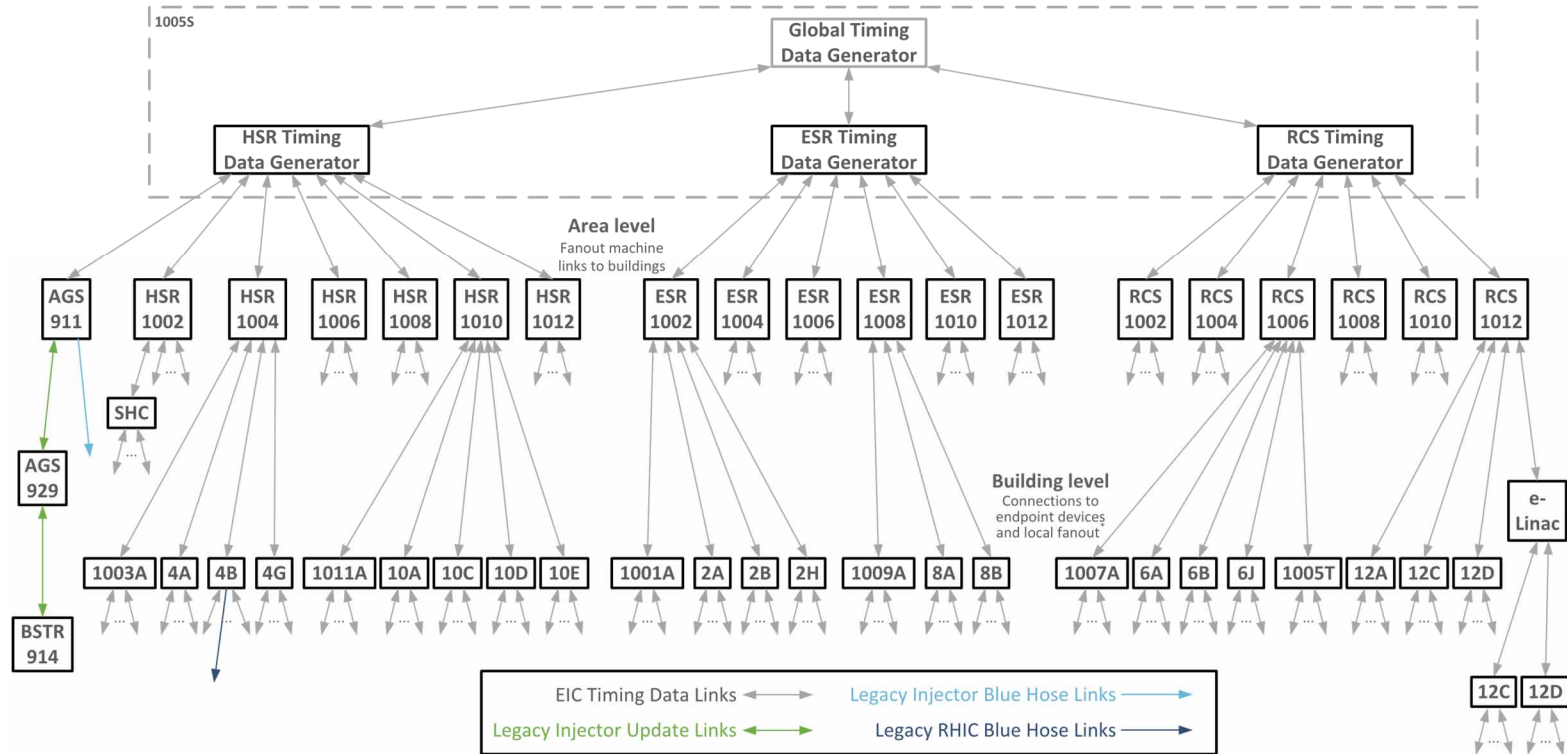 1005S
Global Timing
Data Generator
HSR Timing
Data Generator
ESR Timing
Data Generator
RCS Timing
Data Generator
Area level
Fanout machine
links to buildings
AGS
911
HSR
1002
HSR
1004
HSR
1006
HSR
1008
HSR
1010
HSR
1012
ESR
1002
ESR
1004
ESR
1006
ESR
1008
ESR
1010
ESR
1012
RCS
1002
RCS
1004
RCS
1006
RCS
1008
RCS
1010
RCS
1012
... ... ... ... ... ... ... ... ... ... ... ... ... ...
SHC
...
AGS
929
Building level
Connections to
endpoint devices
and local fanout*
e-
Linac
1003A 4A 4B 4G 1011A 10A 10C 10D 10E 1001A 2A 2B 2H 1009A 8A 8B 1007A 6A 6B 6J 1005T 12A 12C 12D
... ... ... ... ... ... ... ... ... ... ... ... ... ... ... ... ... ... ... ... ... ... ... ...
BSTR
914
EIC Timing Data Links
Legacy Injector Blue Hose Links
Legacy Injector Update Links
Legacy RHIC Blue Hose Links
12C 12D
... ...